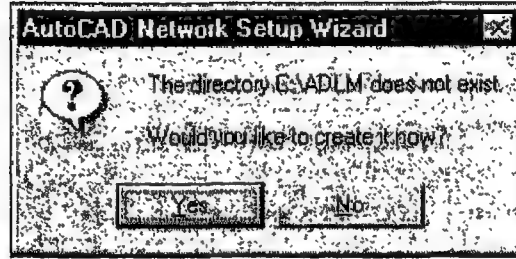 AutoCAD Network Setup Wizard
The directory C:\ADLM does not exist.
Would you like to create it now?
Yes
No